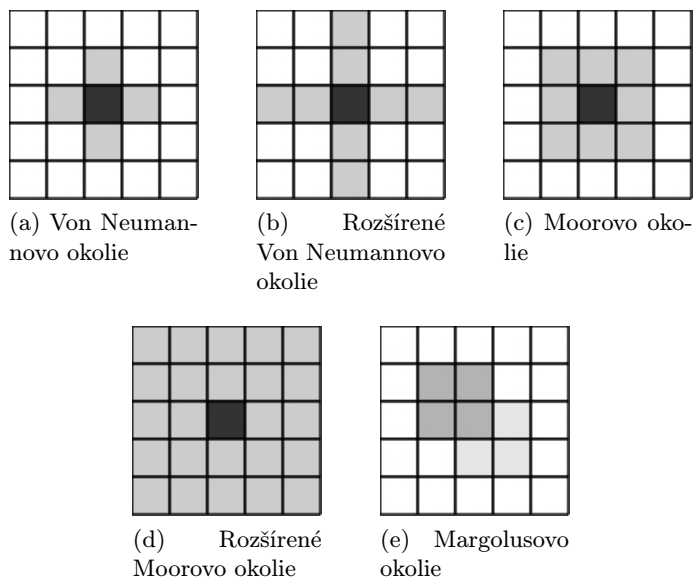 (a) Von Neuman-
novo okolie
(b) Rozšírené
Von Neumannovo
okolie
(c) Moorovo oko-
lie
(d) Rozšírené
Moorovo okolie
(e) Margolusovo
okolie